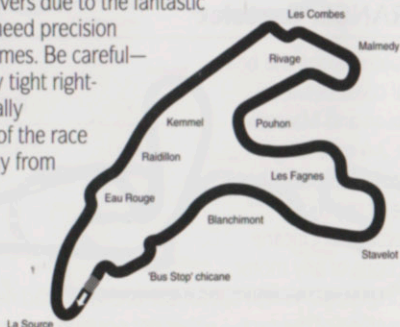 vers due to the fantastic
need precision
mes. Be careful—
y tight right-
ally
of the race
y from
Les Combes
Malmedy
Rivage
Kemmel
Pouhon
Raidillon
Les Fagnes
Eau Rouge
Blanchimont
Stavelot
'Bus Stop' chicane
La Source